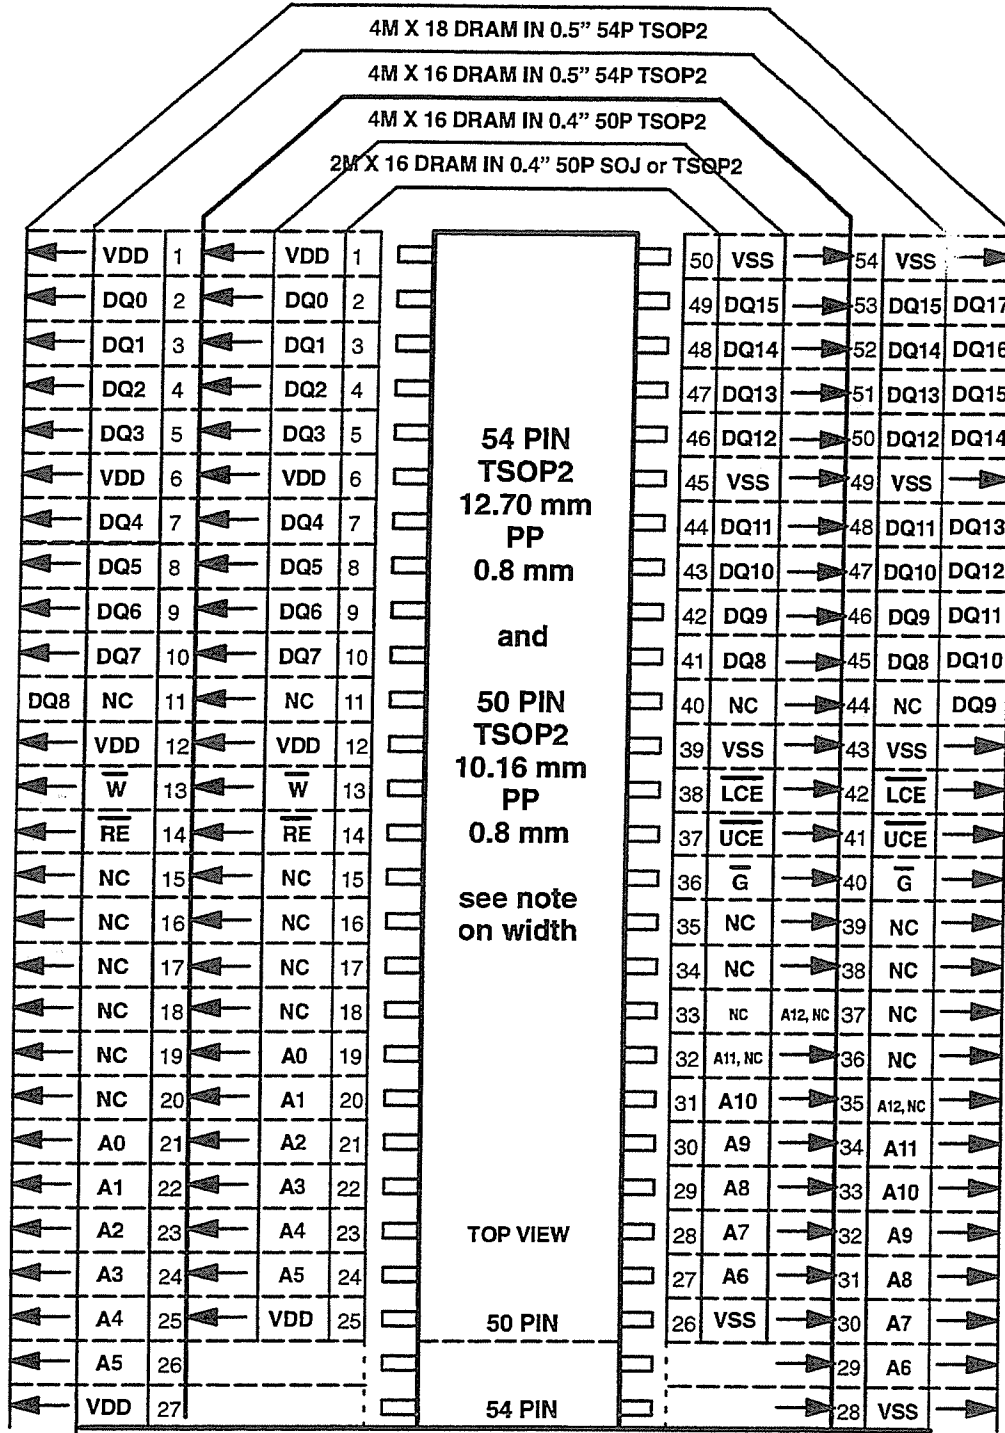 4M X 18 DRAM IN 0.5” 54P TSOP2
4M X 16 DRAM IN 0.5” 54P TSOP2
4M X 16 DRAM IN 0.4” 50P TSOP2
2M X 16 DRAM IN 0.4” 50P SOJ or TSOP2
VDD 1 VDD 1 50 VSS 54 VSS
DQ0 2 DQ0 2 49 DQ15 53 DQ15 DQ17
DQ1 3 DQ1 3 48 DQ14 52 DQ14 DQ16
DQ2 4 DQ2 4 47 DQ13 51 DQ13 DQ15
DQ3 5 DQ3 5 46 DQ12 50 DQ12 DQ14
VDD 6 VDD 6 45 VSS 49 VSS
DQ4 7 DQ4 7 44 DQ11 48 DQ11 DQ13
DQ5 8 DQ5 8 43 DQ10 47 DQ10 DQ12
DQ6 9 DQ6 9 42 DQ9 46 DQ9 DQ11
DQ7 10 DQ7 10 41 DQ8 45 DQ8 DQ10
DQ8 NC 11 NC 11 40 NC 44 NC DQ9
VDD 12 VDD 12 39 VSS 43 VSS
W̅ 13 W̅ 13 38 L̅C̅E̅ 42 L̅C̅E̅
R̅E̅ 14 R̅E̅ 14 37 U̅C̅E̅ 41 U̅C̅E̅
NC 15 NC 15 36 G̅ 40 G̅
NC 16 NC 16 35 NC 39 NC
NC 17 NC 17 34 NC 38 NC
NC 18 NC 18 33 NC A12, NC 37 NC
NC 19 A0 19 32 A11, NC 36 NC
NC 20 A1 20 31 A10 35 A12, NC
A0 21 A2 21 30 A9 34 A11
A1 22 A3 22 29 A8 33 A10
A2 23 A4 23 28 A7 32 A9
A3 24 A5 24 27 A6 31 A8
A4 25 VDD 25 26 VSS 30 A7
A5 26 29 A6
VDD 27 28 VSS
54 PIN
TSOP2
12.70 mm
PP
0.8 mm
and
50 PIN
TSOP2
10.16 mm
PP
0.8 mm
see note
on width
TOP VIEW
50 PIN
54 PIN